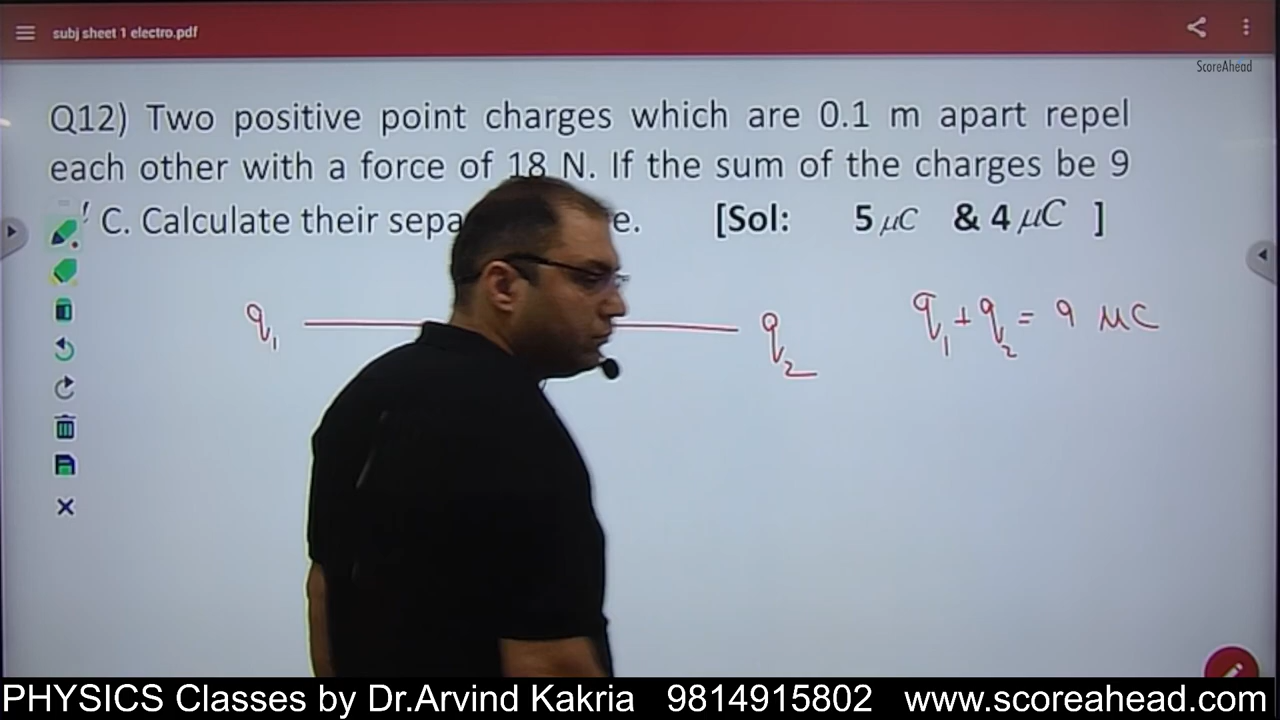 subj sheet 1 electro.pdf
ScoreAhead
Q12) Two positive point charges which are 0.1 m apart repel
each other with a force of 18 N. If the sum of the charges be 9
C. Calculate their e. [Sol: 5 μC & 4 μC ]
q₁ q₂ q₁ + q₂ = 9 μC
PHYSICS Classes by Dr.Arvind Kakria 9814915802 www.scoreahead.com